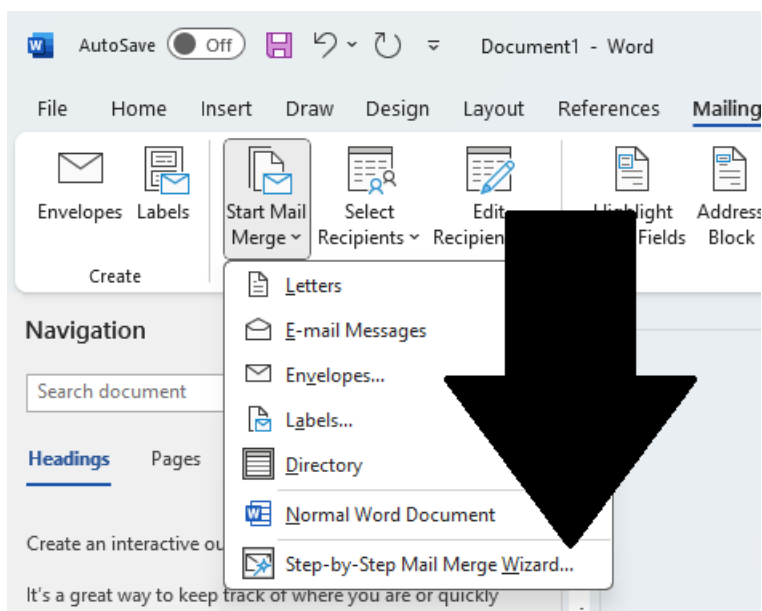 W AutoSave Off Document1 - Word
File Home Insert Draw Design Layout References Mailing
Envelopes Labels Start Mail Select Edit Highlight Address
Merge Recipients Recipien Fields Block
Create
Letters
Navigation
E-mail Messages
Envelopes...
Search document
Labels...
Headings Pages
Directory
Normal Word Document
Create an interactive ou
Step-by-Step Mail Merge Wizard...
It's a great way to keep track of where you are or quickly